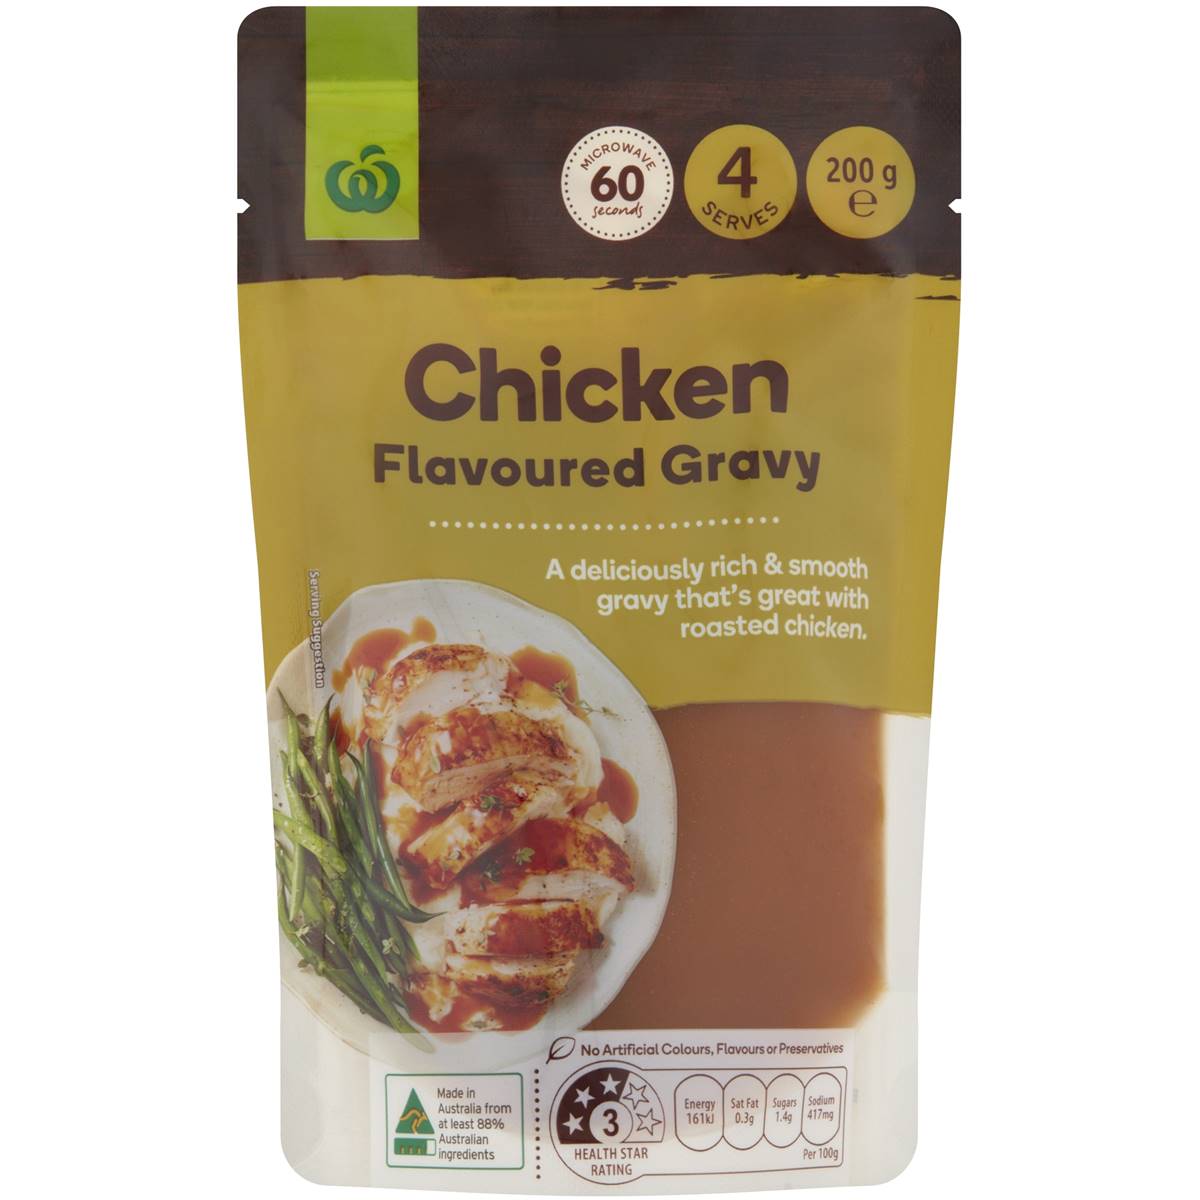 MICROWAVE
60
seconds
4
SERVES
200 g
e
Chicken
Flavoured Gravy
A deliciously rich & smooth
gravy that's great with
roasted chicken.
Serving Suggestion
No Artificial Colours, Flavours or Preservatives
Made in
Australia from
at least 88%
Australian
ingredients
3
HEALTH STAR
RATING
Energy
161kJ
Sat Fat
0.3g
Sugars
1.4g
Sodium
417mg
Per 100g